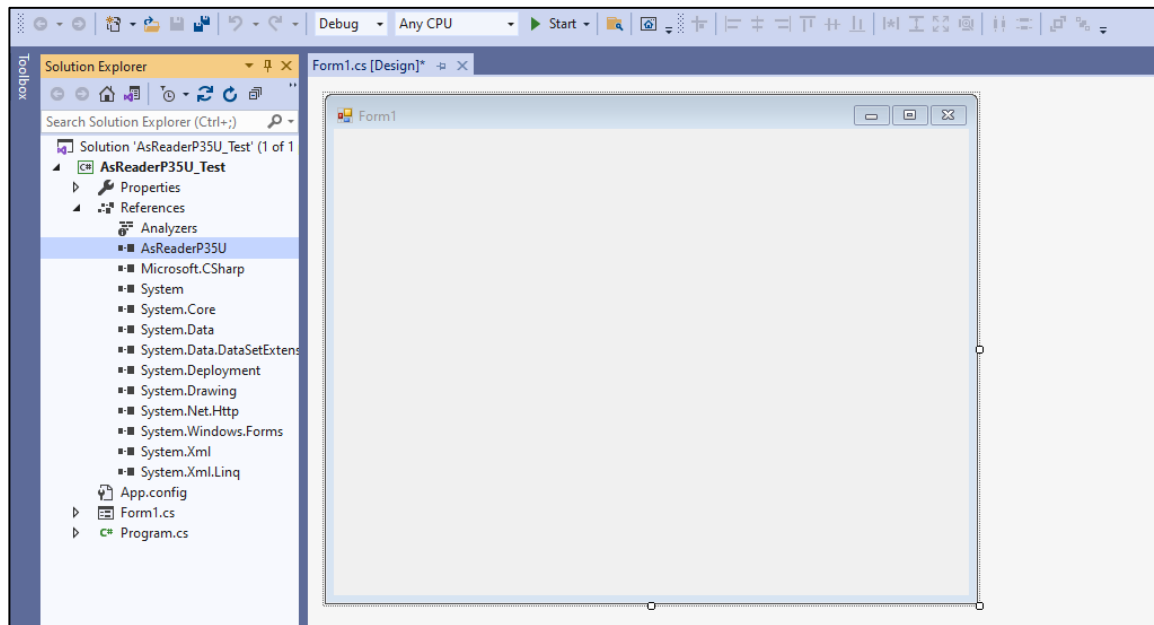 Debug Any CPU Start
Toolbox
Solution Explorer
Form1.cs [Design]*
Search Solution Explorer (Ctrl+;)
Form1
Solution 'AsReaderP35U_Test' (1 of 1
C# AsReaderP35U_Test
Properties
References
Analyzers
AsReaderP35U
Microsoft.CSharp
System
System.Core
System.Data
System.Data.DataSetExtens
System.Deployment
System.Drawing
System.Net.Http
System.Windows.Forms
System.Xml
System.Xml.Linq
App.config
Form1.cs
C# Program.cs